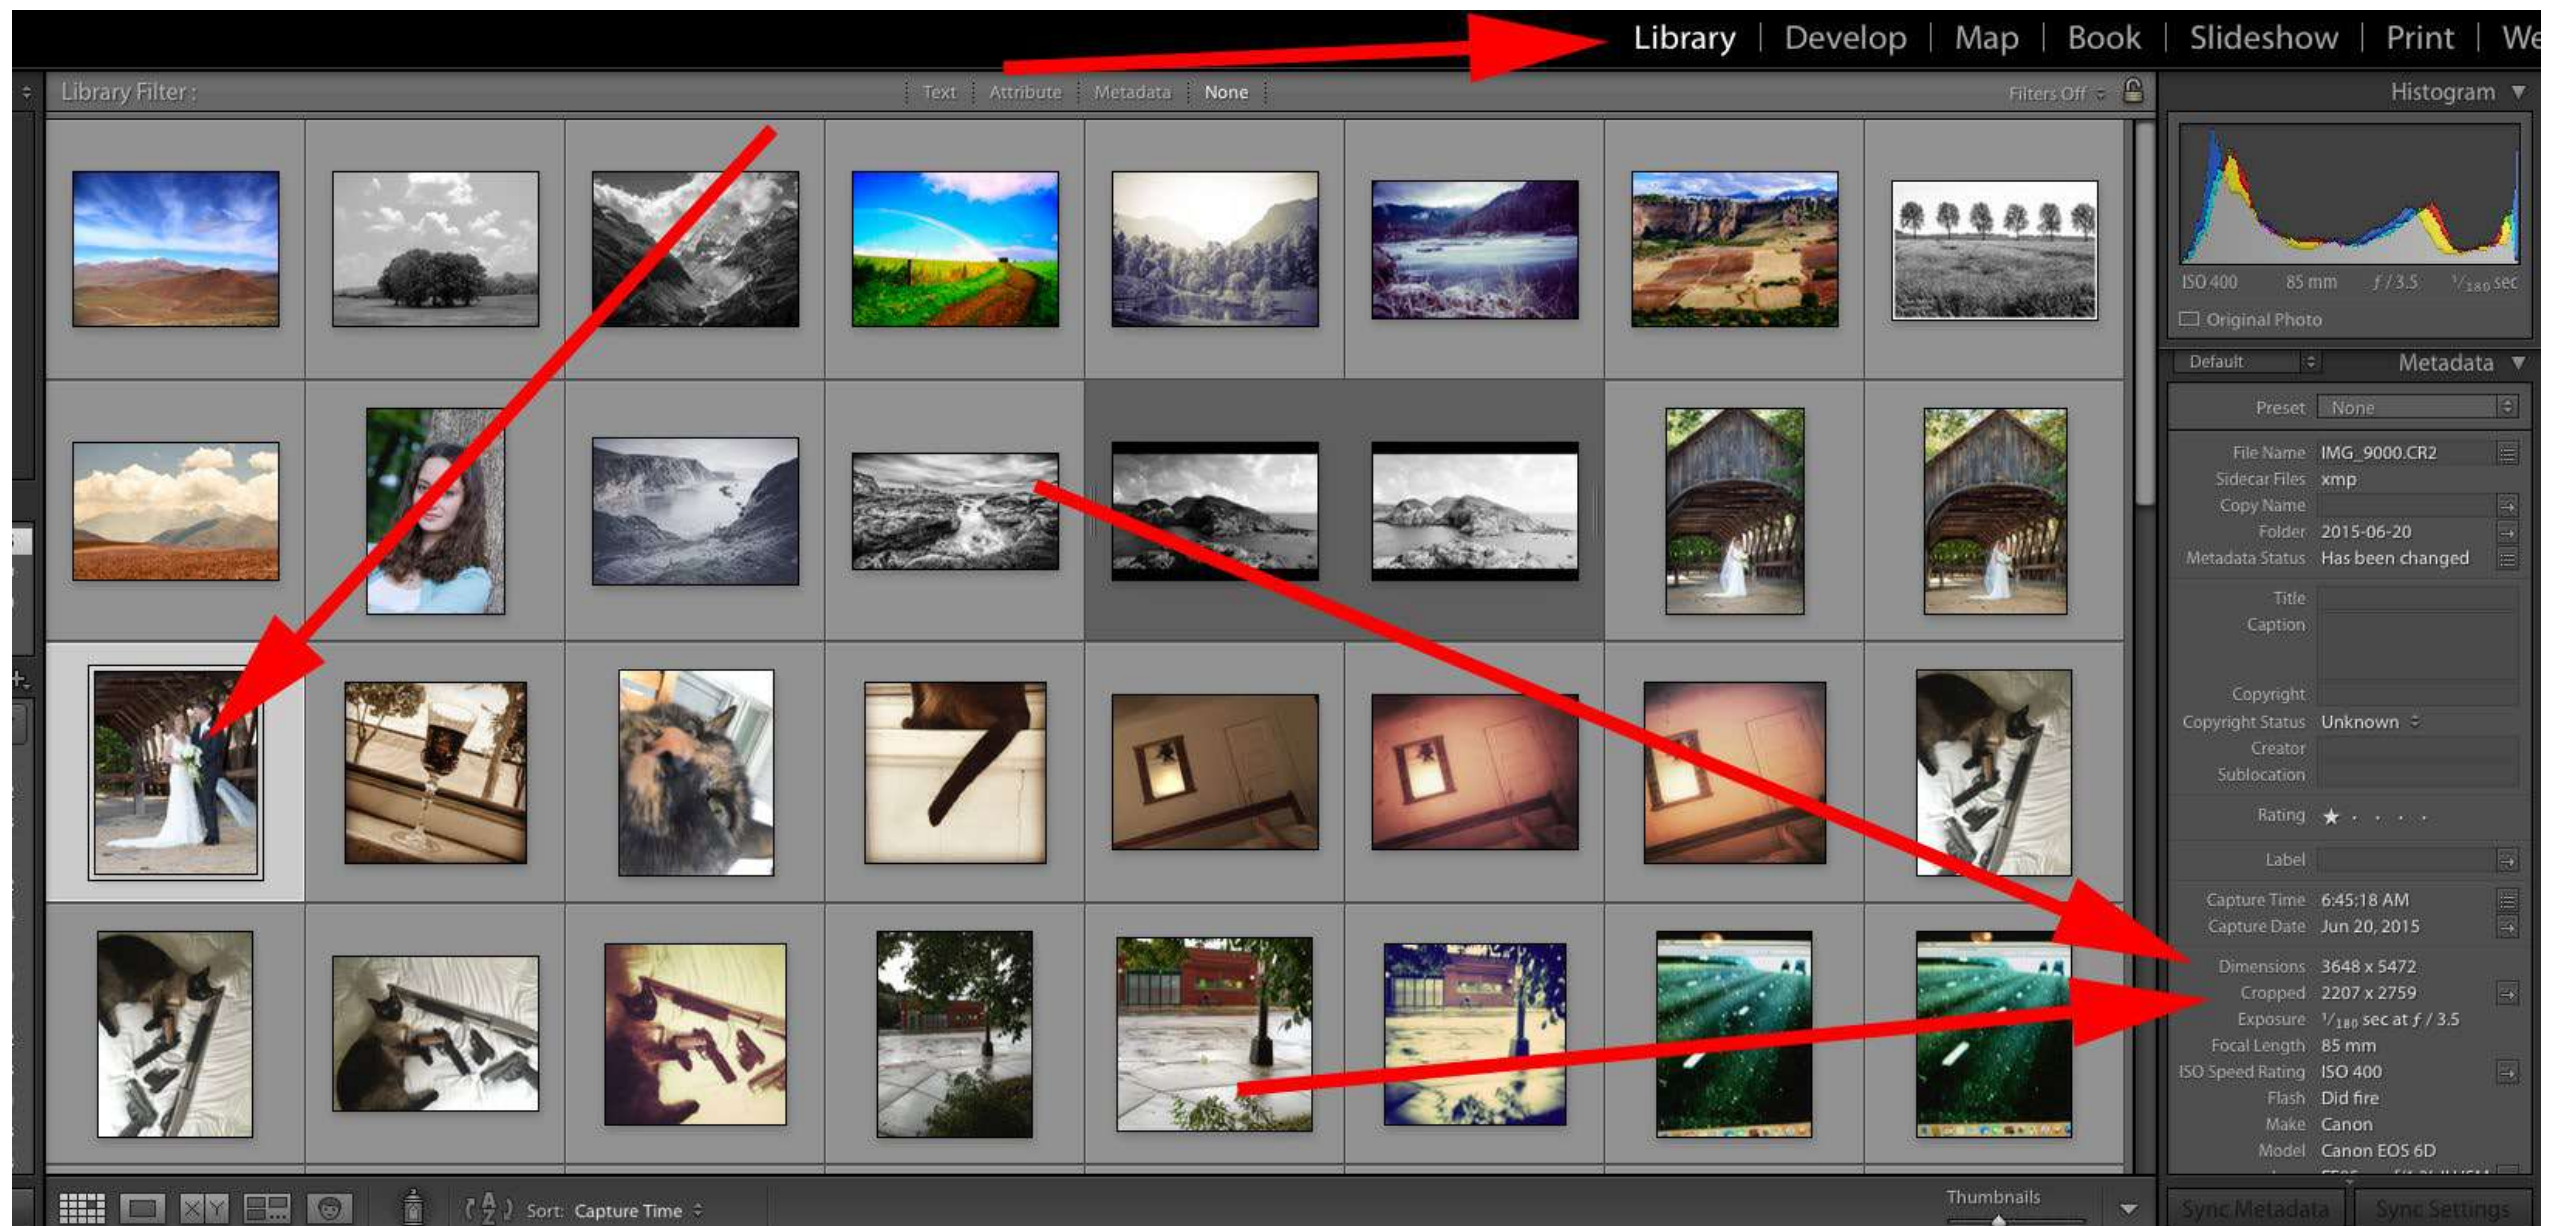 Library | Develop | Map | Book | Slideshow | Print | We
Library Filter :
Text Attribute Metadata None
Filters Off
Histogram
ISO 400 85 mm ƒ / 3.5 1/180 sec
Original Photo
Default Metadata
Preset None
File Name IMG_9000.CR2
Sidecar Files xmp
Copy Name
Folder 2015-06-20
Metadata Status Has been changed
Title
Caption
Copyright
Copyright Status Unknown
Creator
Sublocation
Rating ★ . . . .
Label
Capture Time 6:45:18 AM
Capture Date Jun 20, 2015
Dimensions 3648 x 5472
Cropped 2207 x 2759
Exposure 1/180 sec at ƒ / 3.5
Focal Length 85 mm
ISO Speed Rating ISO 400
Flash Did fire
Make Canon
Model Canon EOS 6D
X Y
A
Z
Sort: Capture Time
Thumbnails
Sync Metadata Sync Settings